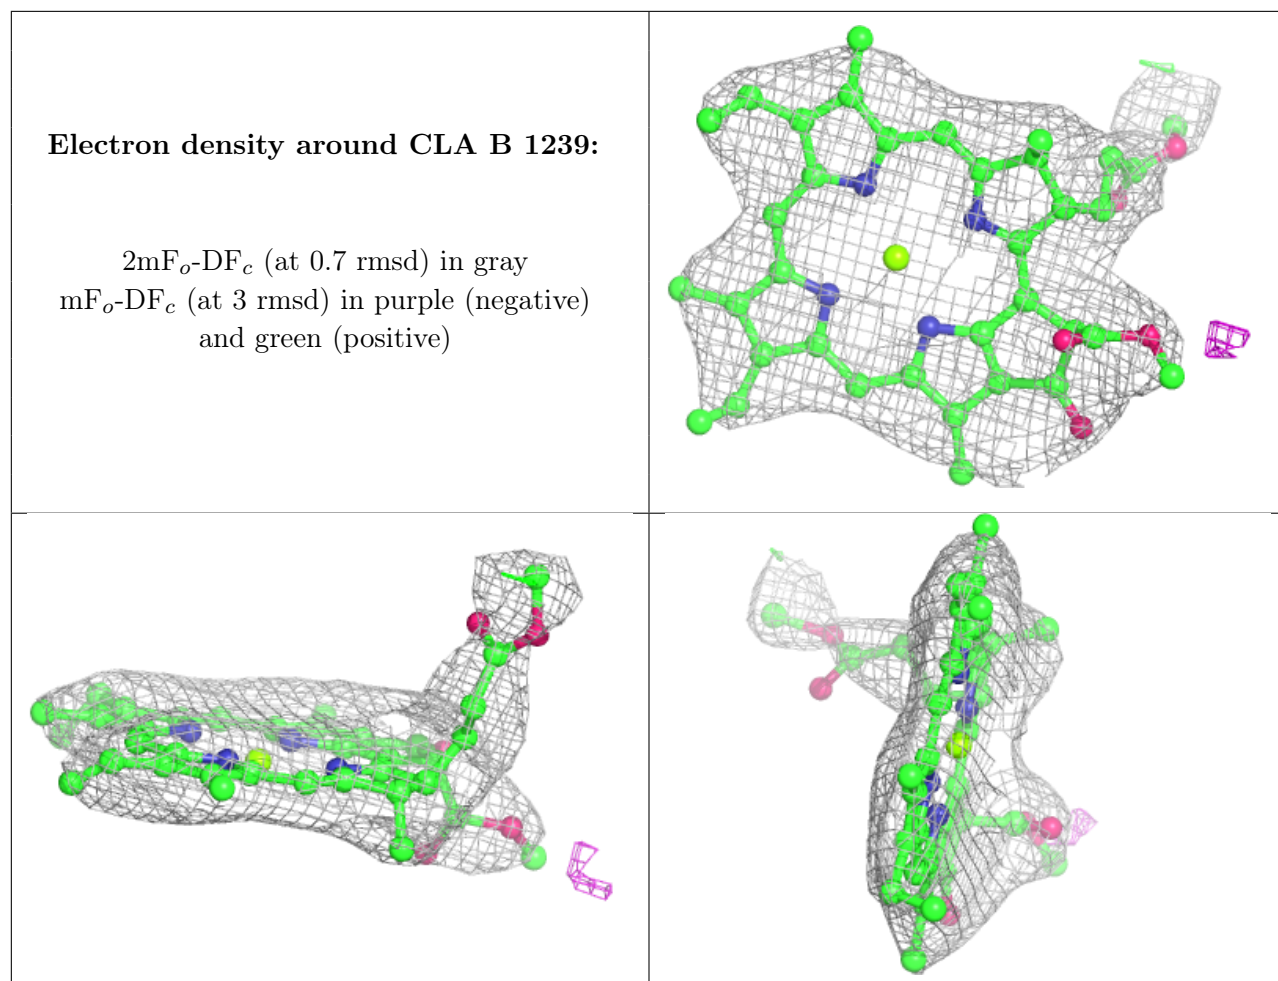 Electron density around CLA B 1239:
2mFo-DFc (at 0.7 rmsd) in gray
mFo-DFc (at 3 rmsd) in purple (negative)
and green (positive)